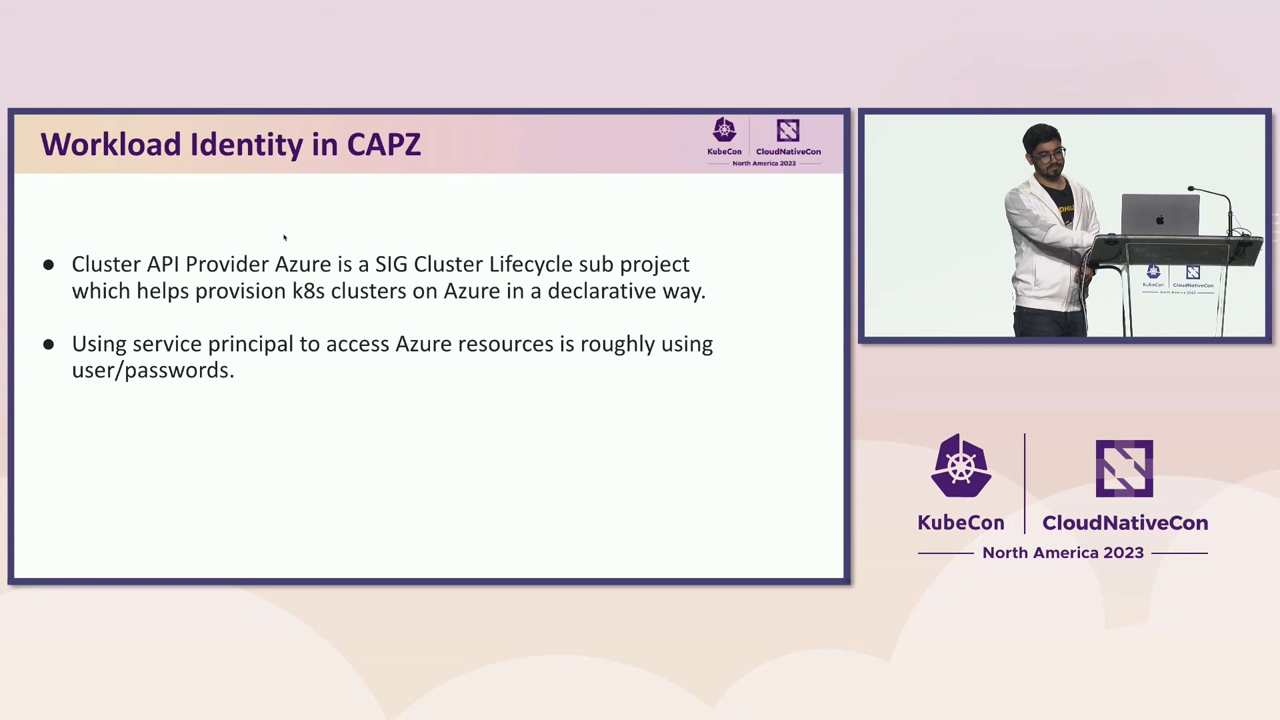 Workload Identity in CAPZ
KubeCon
CloudNativeCon
North America 2023
● Cluster API Provider Azure is a SIG Cluster Lifecycle sub project
which helps provision k8s clusters on Azure in a declarative way.
● Using service principal to access Azure resources is roughly using
user/passwords.
KubeCon
CloudNativeCon
KubeCon
CloudNativeCon
North America 2023